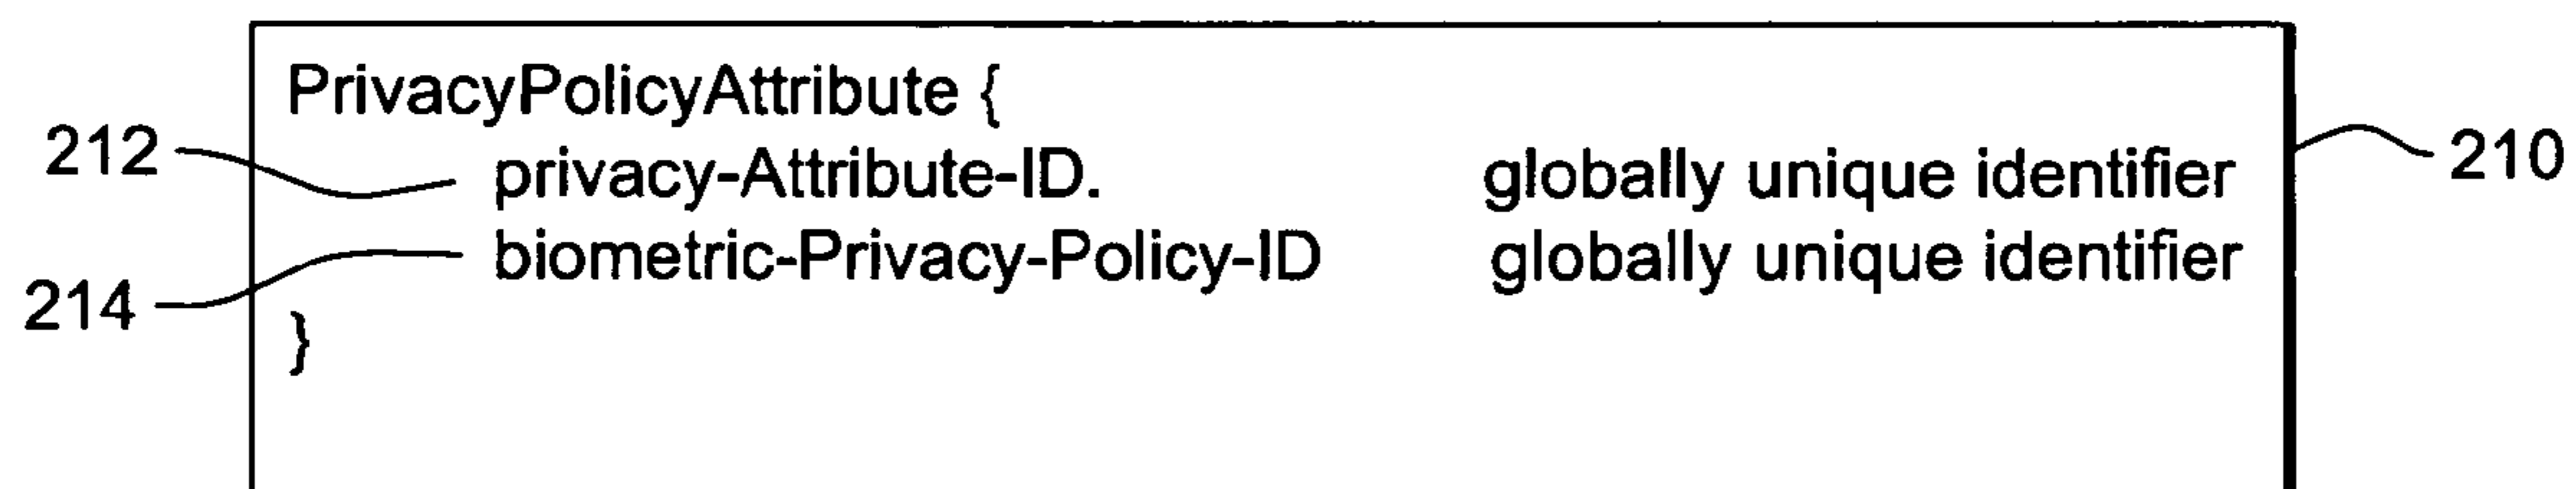 PrivacyPolicyAttribute {
212 privacy-Attribute-ID. globally unique identifier 210
biometric-Privacy-Policy-ID globally unique identifier
214
}